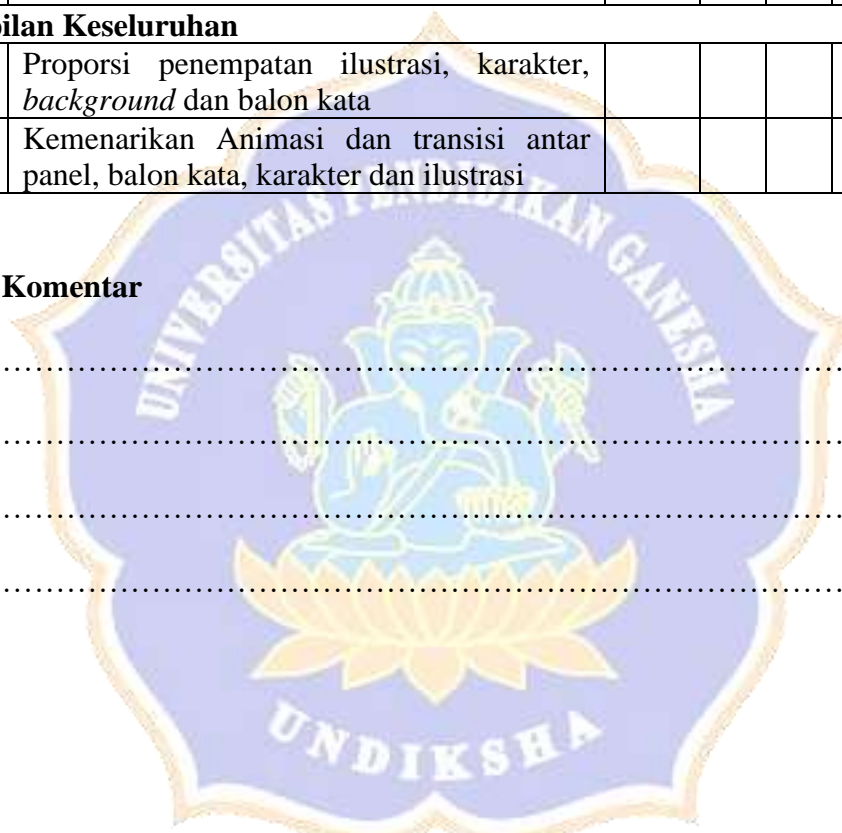 pilan Keseluruhan
Proporsi penempatan ilustrasi, karakter,
background dan balon kata
Kemenarikan Animasi dan transisi antar
panel, balon kata, karakter dan ilustrasi
UNIVERSITAS PENDIDIKAN GANESHA
Komentar
……………………………………………………………………………
……………………………………………………………………………
……………………………………………………………………………
……………………………………………………………………………
UNDIKSHA